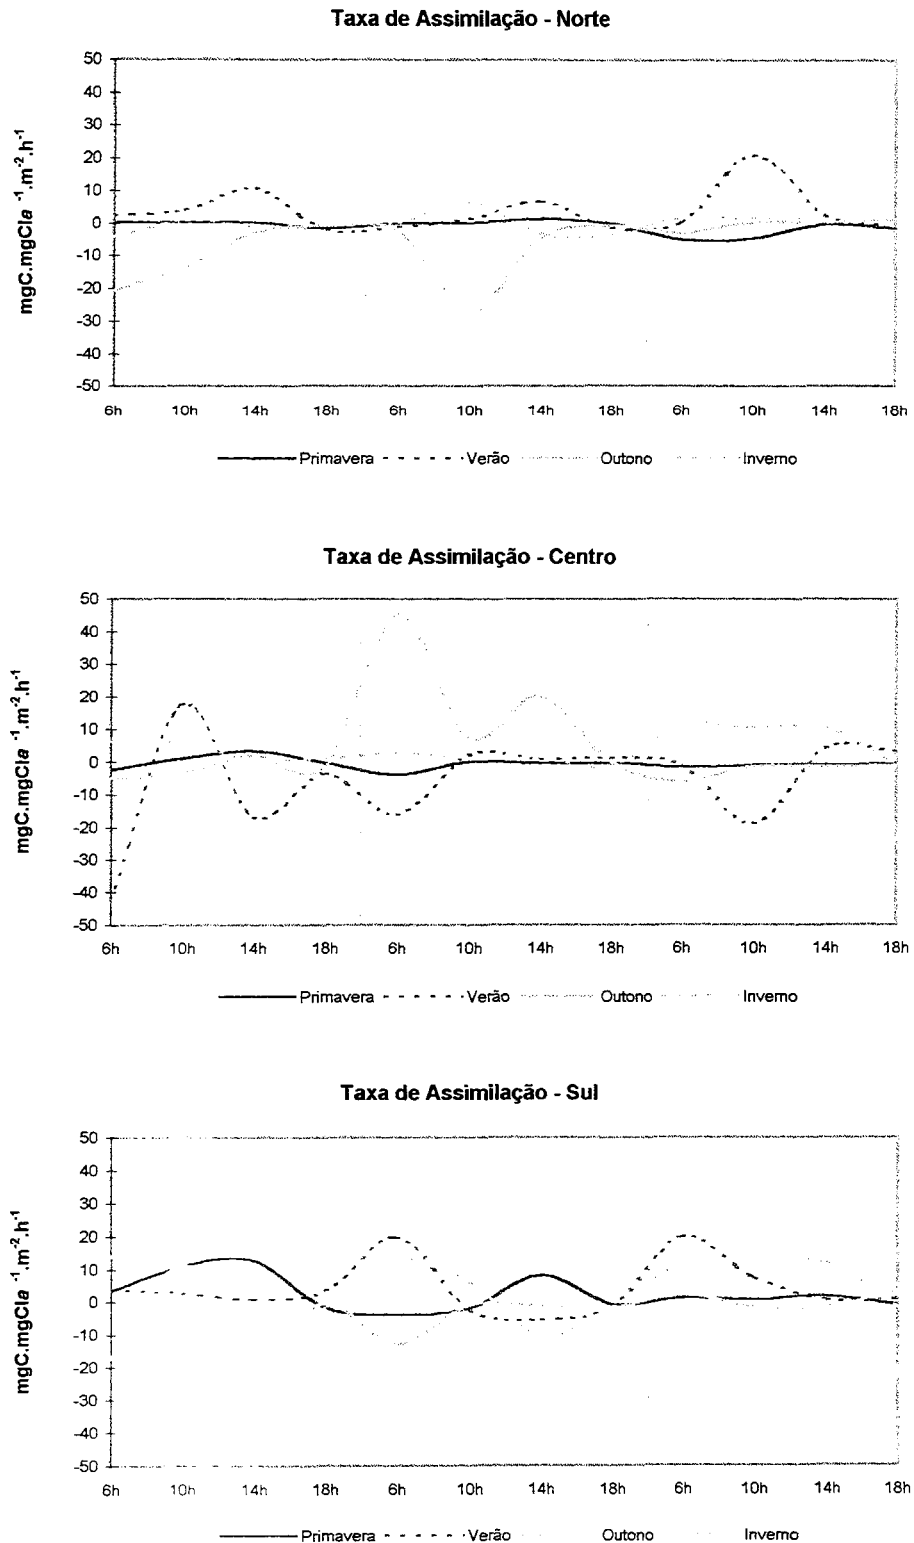 Taxa de Assimilação - Norte
mgC.mgCla ⁻¹.m⁻².h⁻¹
50
40
30
20
10
0
-10
-20
-30
-40
-50
6h 10h 14h 18h 6h 10h 14h 18h 6h 10h 14h 18h
Primavera Verão Outono Inverno
Taxa de Assimilação - Centro
mgC.mgCla ⁻¹.m⁻².h⁻¹
50
40
30
20
10
0
-10
-20
-30
-40
-50
6h 10h 14h 18h 6h 10h 14h 18h 6h 10h 14h 18h
Primavera Verão Outono Inverno
Taxa de Assimilação - Sul
mgC.mgCla ⁻¹.m⁻².h⁻¹
50
40
30
20
10
0
-10
-20
-30
-40
-50
6h 10h 14h 18h 6h 10h 14h 18h 6h 10h 14h 18h
Primavera Verão Outono Inverno